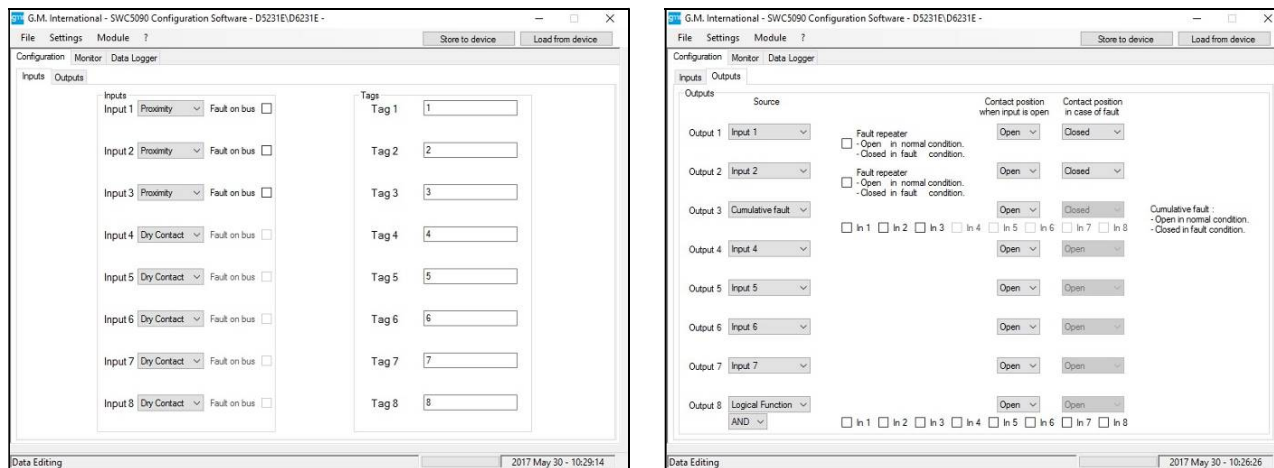 G.M. International - SWC5090 Configuration Software - D5231E\D6231E -
File Settings Module ?
Store to device Load from device
Configuration Monitor Data Logger
Inputs Outputs
Inputs
Tags
Input 1 Proximity Fault on bus
Tag 1 1
Input 2 Proximity Fault on bus
Tag 2 2
Input 3 Proximity Fault on bus
Tag 3 3
Input 4 Dry Contact Fault on bus
Tag 4 4
Input 5 Dry Contact Fault on bus
Tag 5 5
Input 6 Dry Contact Fault on bus
Tag 6 6
Input 7 Dry Contact Fault on bus
Tag 7 7
Input 8 Dry Contact Fault on bus
Tag 8 8
Data Editing
2017 May 30 - 10:29:14
G.M. International - SWC5090 Configuration Software - D5231E\D6231E -
File Settings Module ?
Store to device Load from device
Configuration Monitor Data Logger
Inputs Outputs
Outputs
Source
Contact position
when input is open
Contact position
in case of fault
Output 1 Input 1
Fault repeater
- Open in normal condition.
- Closed in fault condition.
Open Closed
Output 2 Input 2
Fault repeater
- Open in normal condition.
- Closed in fault condition.
Open Closed
Output 3 Cumulative fault
Open Closed
Cumulative fault :
- Open in normal condition.
- Closed in fault condition.
In 1 In 2 In 3 In 4 In 5 In 6 In 7 In 8
Output 4 Input 4 Open Open
Output 5 Input 5 Open Open
Output 6 Input 6 Open Open
Output 7 Input 7 Open Open
Output 8 Logical Function Open Open
AND In 1 In 2 In 3 In 4 In 5 In 6 In 7 In 8
Data Editing
2017 May 30 - 10:26:26